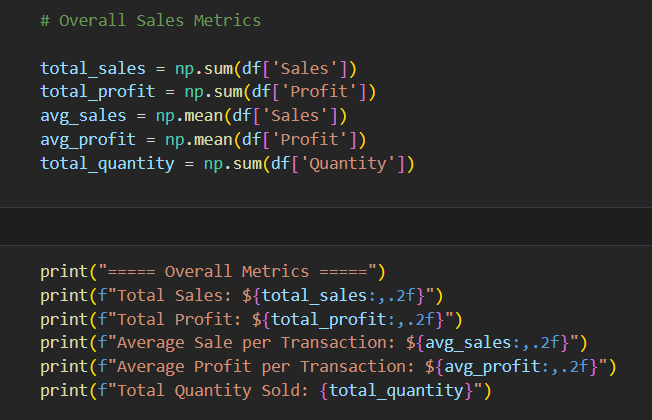 # Overall Sales Metrics
total_sales = np.sum(df['Sales'])
total_profit = np.sum(df['Profit'])
avg_sales = np.mean(df['Sales'])
avg_profit = np.mean(df['Profit'])
total_quantity = np.sum(df['Quantity'])
print("===== Overall Metrics =====")
print(f"Total Sales: ${total_sales:,.2f}")
print(f"Total Profit: ${total_profit:,.2f}")
print(f"Average Sale per Transaction: ${avg_sales:,.2f}")
print(f"Average Profit per Transaction: ${avg_profit:,.2f}")
print(f"Total Quantity Sold: {total_quantity}")